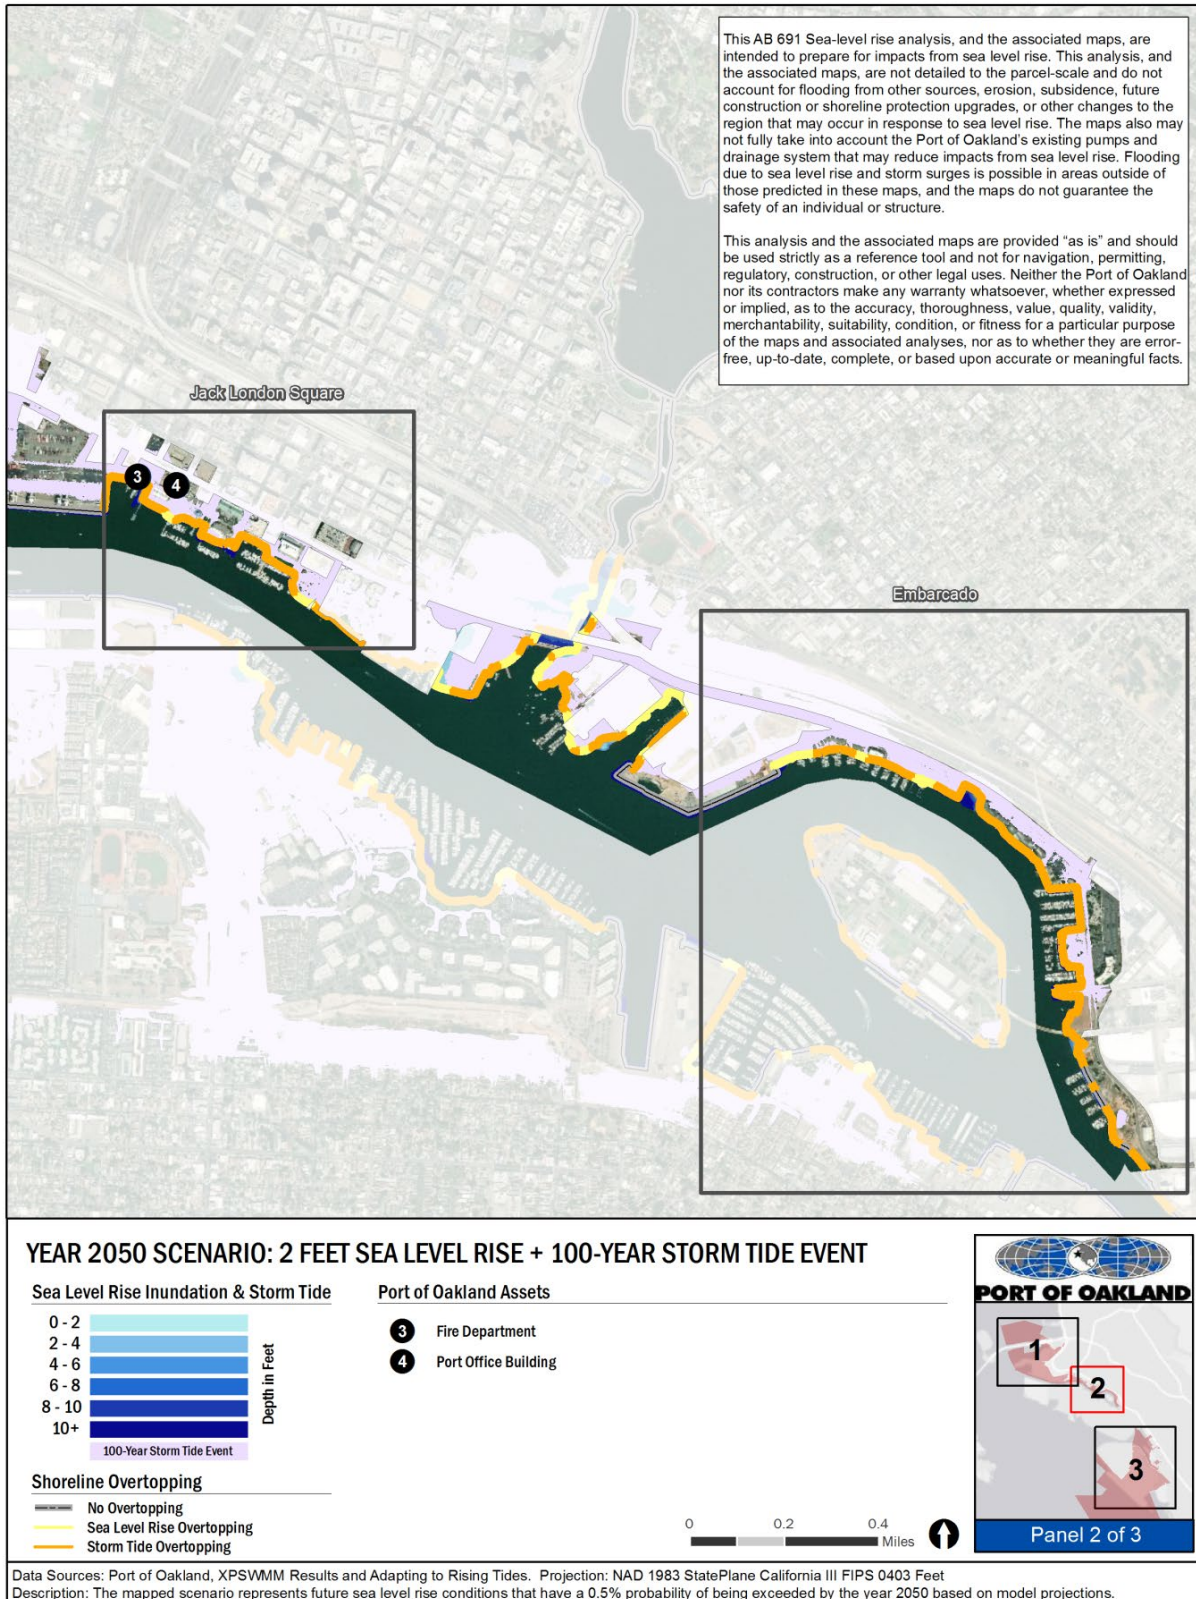 This AB 691 Sea-level rise analysis, and the associated maps, are
intended to prepare for impacts from sea level rise. This analysis, and
the associated maps, are not detailed to the parcel-scale and do not
account for flooding from other sources, erosion, subsidence, future
construction or shoreline protection upgrades, or other changes to the
region that may occur in response to sea level rise. The maps also may
not fully take into account the Port of Oakland's existing pumps and
drainage system that may reduce impacts from sea level rise. Flooding
due to sea level rise and storm surges is possible in areas outside of
those predicted in these maps, and the maps do not guarantee the
safety of an individual or structure.
This analysis and the associated maps are provided "as is" and should
be used strictly as a reference tool and not for navigation, permitting,
regulatory, construction, or other legal uses. Neither the Port of Oakland
nor its contractors make any warranty whatsoever, whether expressed
or implied, as to the accuracy, thoroughness, value, quality, validity,
merchantability, suitability, condition, or fitness for a particular purpose
of the maps and associated analyses, nor as to whether they are error-
free, up-to-date, complete, or based upon accurate or meaningful facts.
Jack London Square
3
4
Embarcado
YEAR 2050 SCENARIO: 2 FEET SEA LEVEL RISE + 100-YEAR STORM TIDE EVENT
Sea Level Rise Inundation & Storm Tide
0 - 2
2 - 4
4 - 6
6 - 8
8 - 10
10+
Depth in Feet
100-Year Storm Tide Event
Shoreline Overtopping
No Overtopping
Sea Level Rise Overtopping
Storm Tide Overtopping
Port of Oakland Assets
3 Fire Department
4 Port Office Building
0 0.2 0.4
Miles
PORT OF OAKLAND
1
2
3
Panel 2 of 3
Data Sources: Port of Oakland, XPSWMM Results and Adapting to Rising Tides. Projection: NAD 1983 StatePlane California III FIPS 0403 Feet
Description: The mapped scenario represents future sea level rise conditions that have a 0.5% probability of being exceeded by the year 2050 based on model projections.